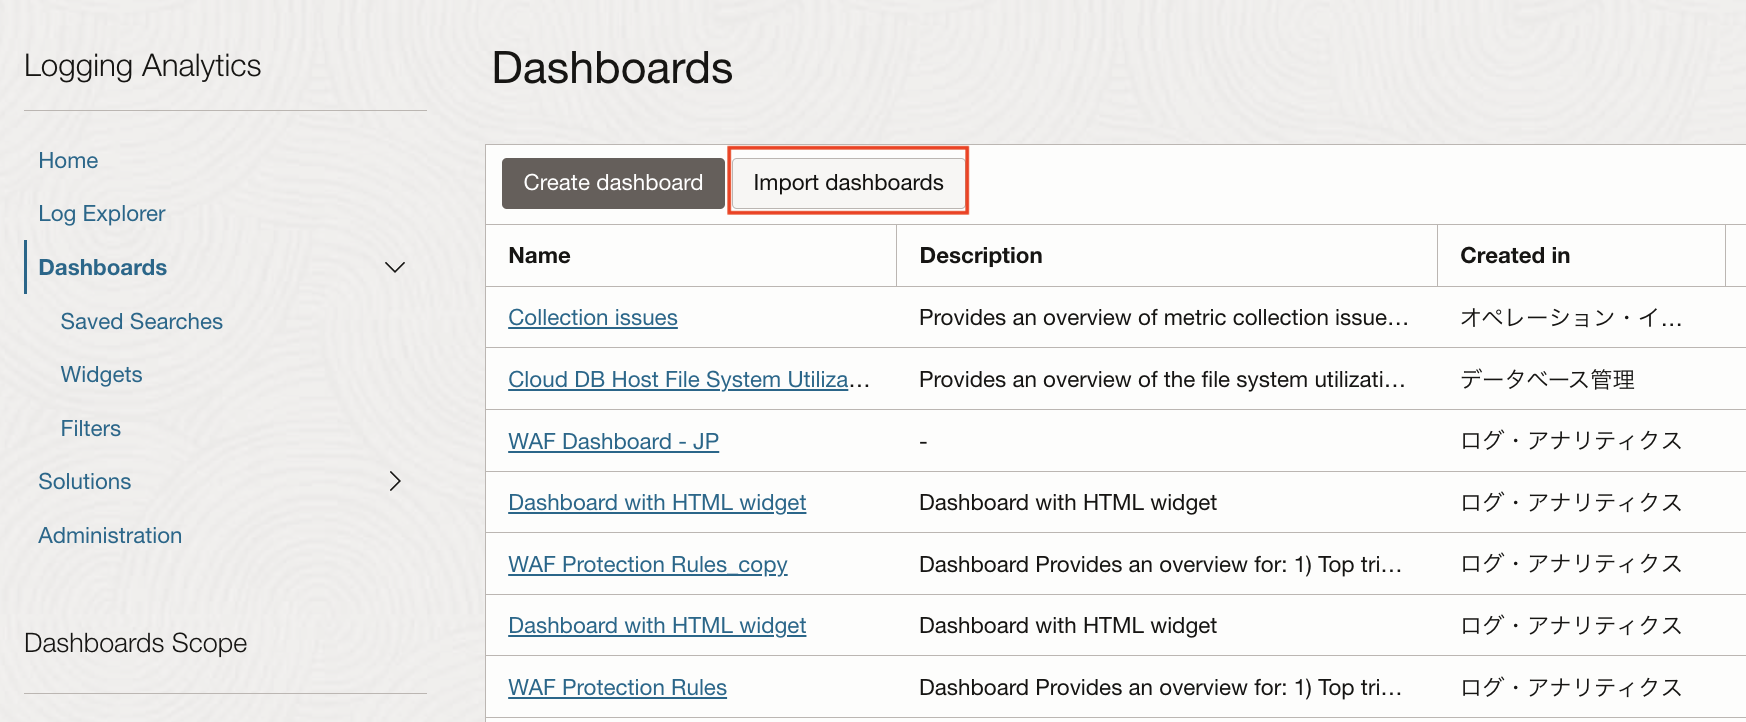 Logging Analytics
Home
Log Explorer
Dashboards
Saved Searches
Widgets
Filters
Solutions
Administration
Dashboards Scope
Dashboards
Create dashboard Import dashboards
Name Description Created in
Collection issues Provides an overview of metric collection issue... オペレーション・イ...
Cloud DB Host File System Utiliza... Provides an overview of the file system utilizati... データベース管理
WAF Dashboard - JP - ログ・アナリティクス
Dashboard with HTML widget Dashboard with HTML widget ログ・アナリティクス
WAF Protection Rules_copy Dashboard Provides an overview for: 1) Top tri... ログ・アナリティクス
Dashboard with HTML widget Dashboard with HTML widget ログ・アナリティクス
WAF Protection Rules Dashboard Provides an overview for: 1) Top tri... ログ・アナリティクス